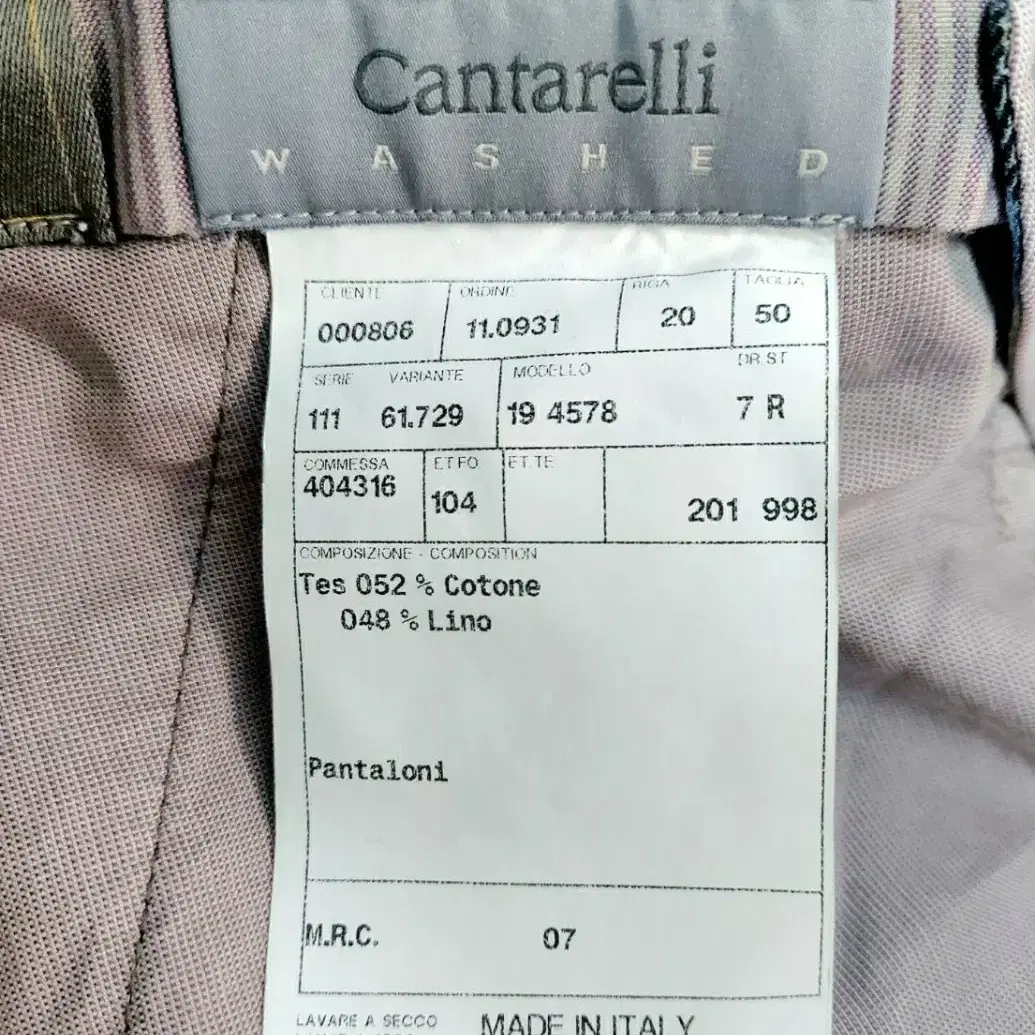 Cantarelli
WASHED
CLIENTE ORDINE RIGA TAGLIA
000806 11.0931 20 50
SERIE VARIANTE MODELLO DR.ST
111 61.729 19 4578 7 R
COMMESSA ET.FO ET.TE
404316 104 201 998
COMPOSIZIONE - COMPOSITION
Tes 052 % Cotone
048 % Lino
Pantaloni
M.R.C. 07
LAVARE A SECCO MADE IN ITALY